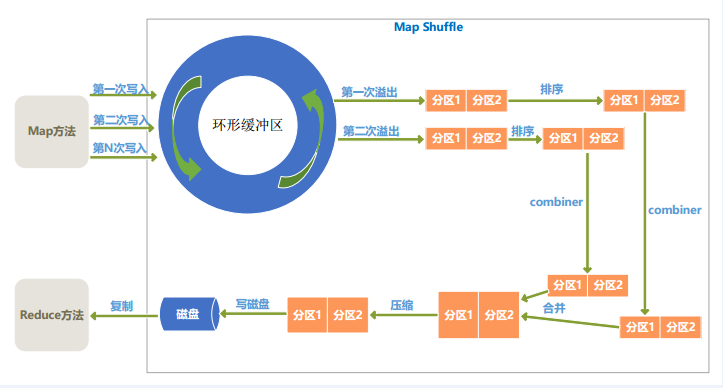 Map Shuffle
第一次写入
第二次写入
第N次写入
Map方法
环形缓冲区
第一次溢出
分区1 分区2
排序
分区1 分区2
第二次溢出
分区1 分区2
排序
分区1 分区2
combiner
combiner
分区1 分区2
合并
分区1 分区2
分区1 分区2
压缩
分区1 分区2
写磁盘
磁盘
复制
Reduce方法